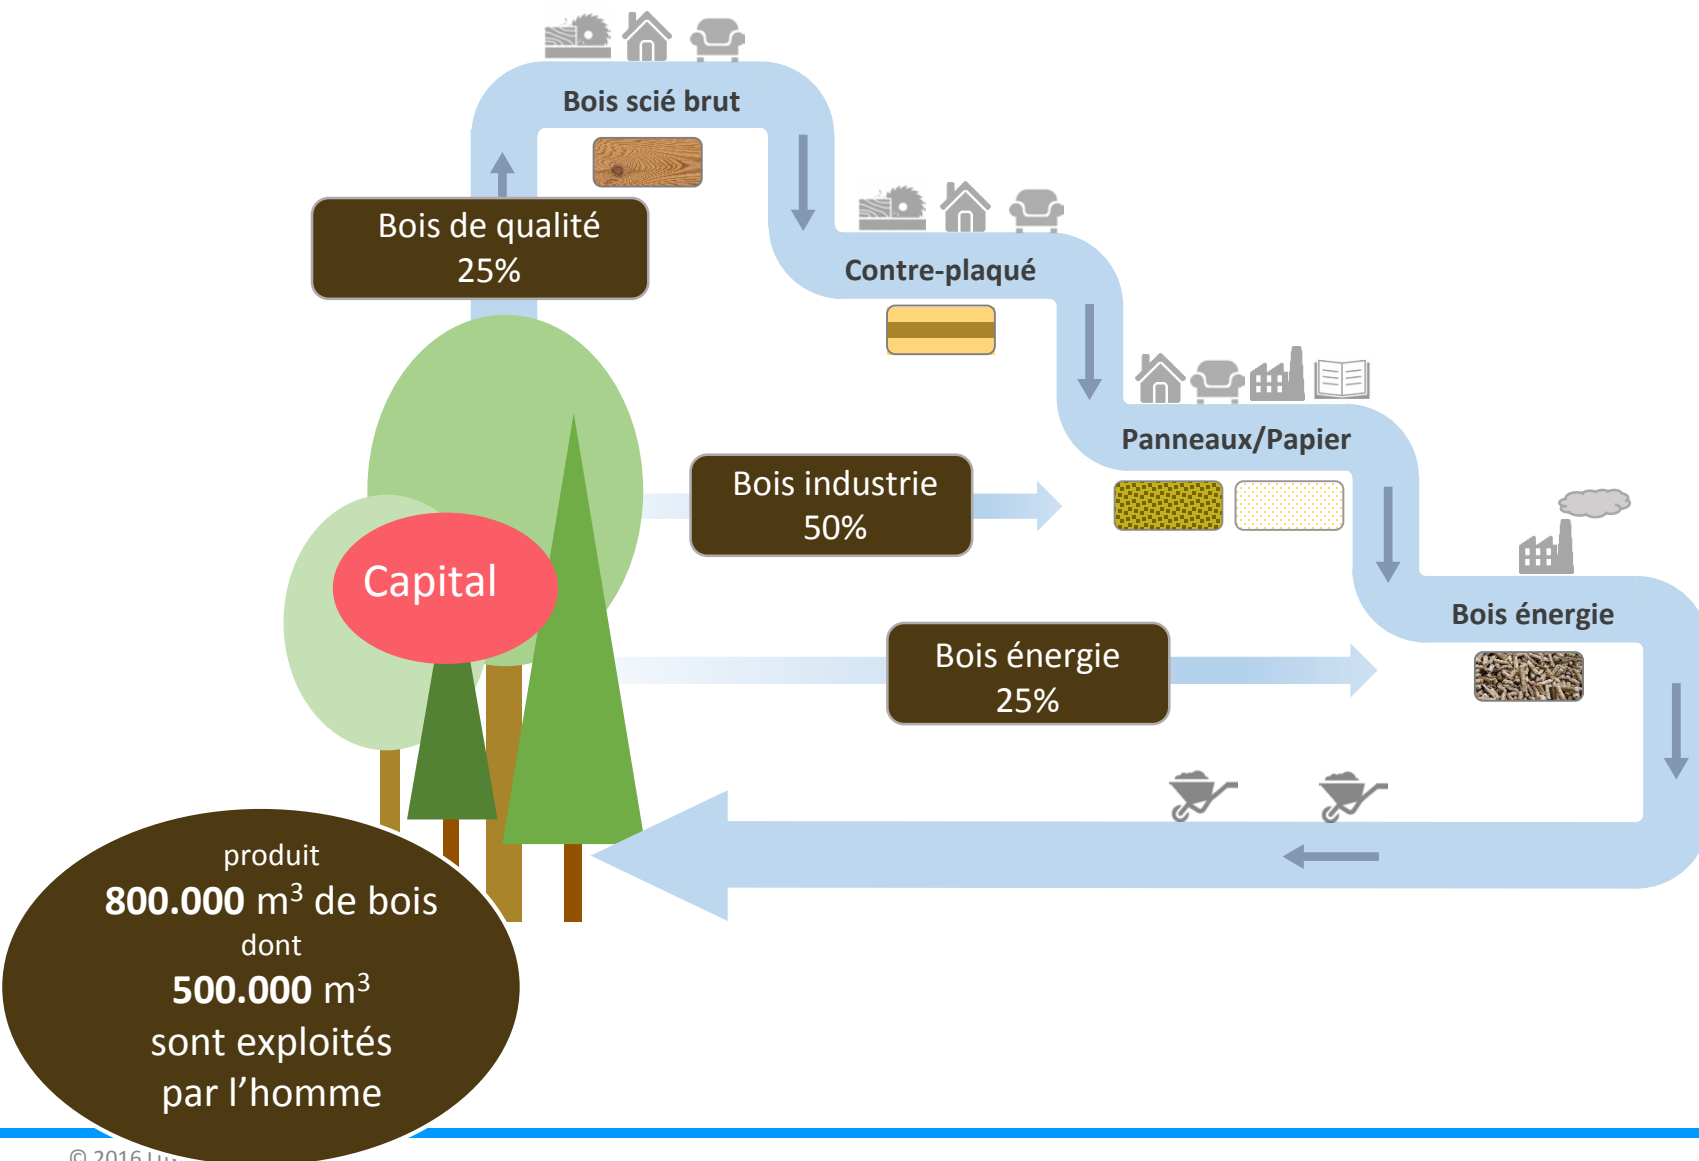 Bois scié brut
Bois de qualité
25%
Contre-plaqué
Panneaux/Papier
Bois industrie
50%
Capital
Bois énergie
Bois énergie
25%
produit
800.000 m³ de bois
dont
500.000 m³
sont exploités
par l’homme
© 2016